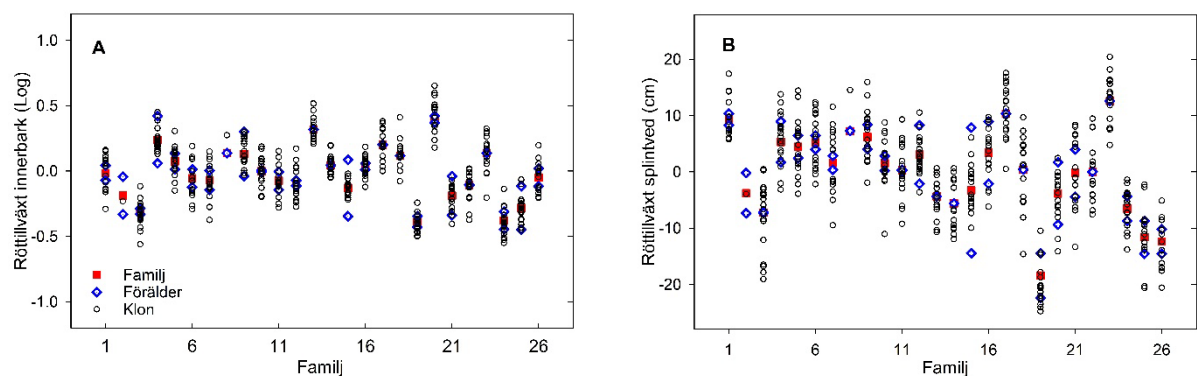 A
Röttillväxt innerbark (Log)
1.0
0.5
0.0
-0.5
-1.0
Familj
Förälder
Klon
1 6 11 16 21 26
Familj
B
Röttillväxt splintved (cm)
20
10
0
-10
-20
1 6 11 16 21 26
Familj